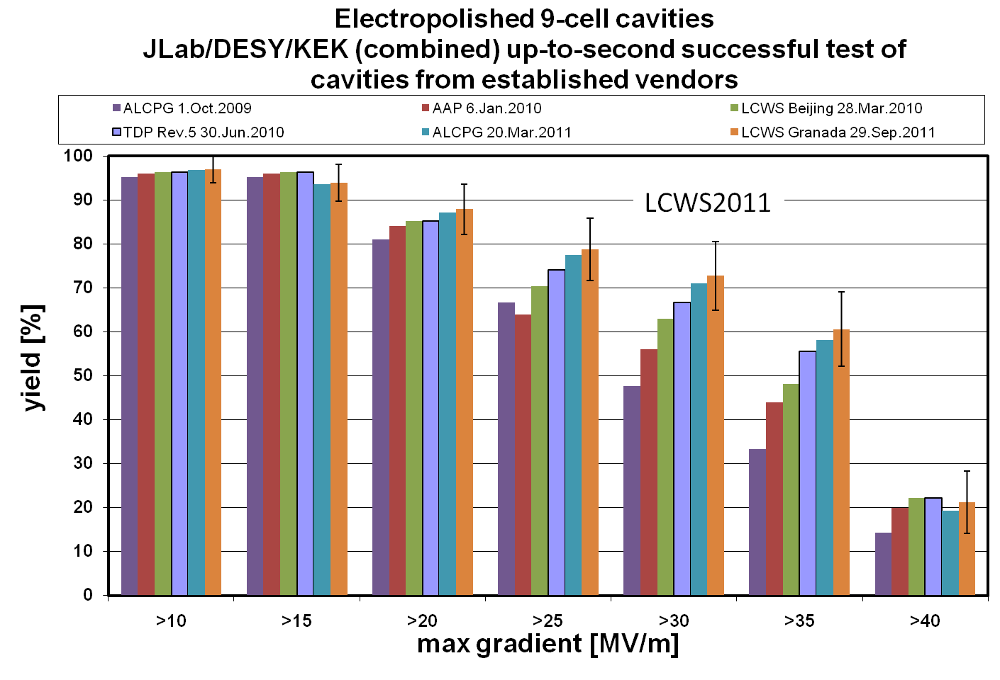 Electropolished 9-cell cavities
JLab/DESY/KEK (combined) up-to-second successful test of
cavities from established vendors
ALCPG 1.Oct.2009 AAP 6.Jan.2010 LCWS Beijing 28.Mar.2010
TDP Rev.5 30.Jun.2010 ALCPG 20.Mar.2011 LCWS Granada 29.Sep.2011
100
90
LCWS2011
80
70
60
50
40
30
20
10
0
yield [%]
>10 >15 >20 >25 >30 >35 >40
max gradient [MV/m]